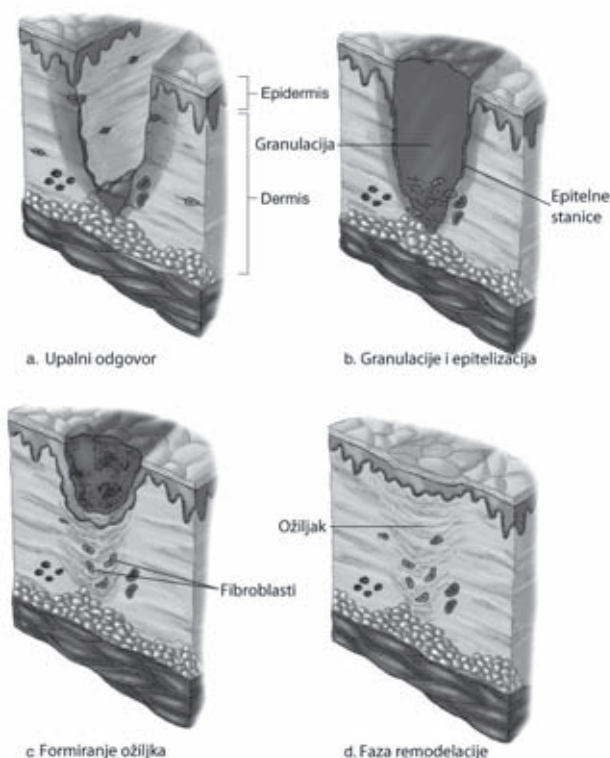 Epidermis
Granulacija
Dermis
Epitelne
stanice
a. Upalni odgovor
b. Granulacije i epitelizacija
Ožiljak
Fibroblasti
c. Formiranje ožiljka
d. Faza remodelacije